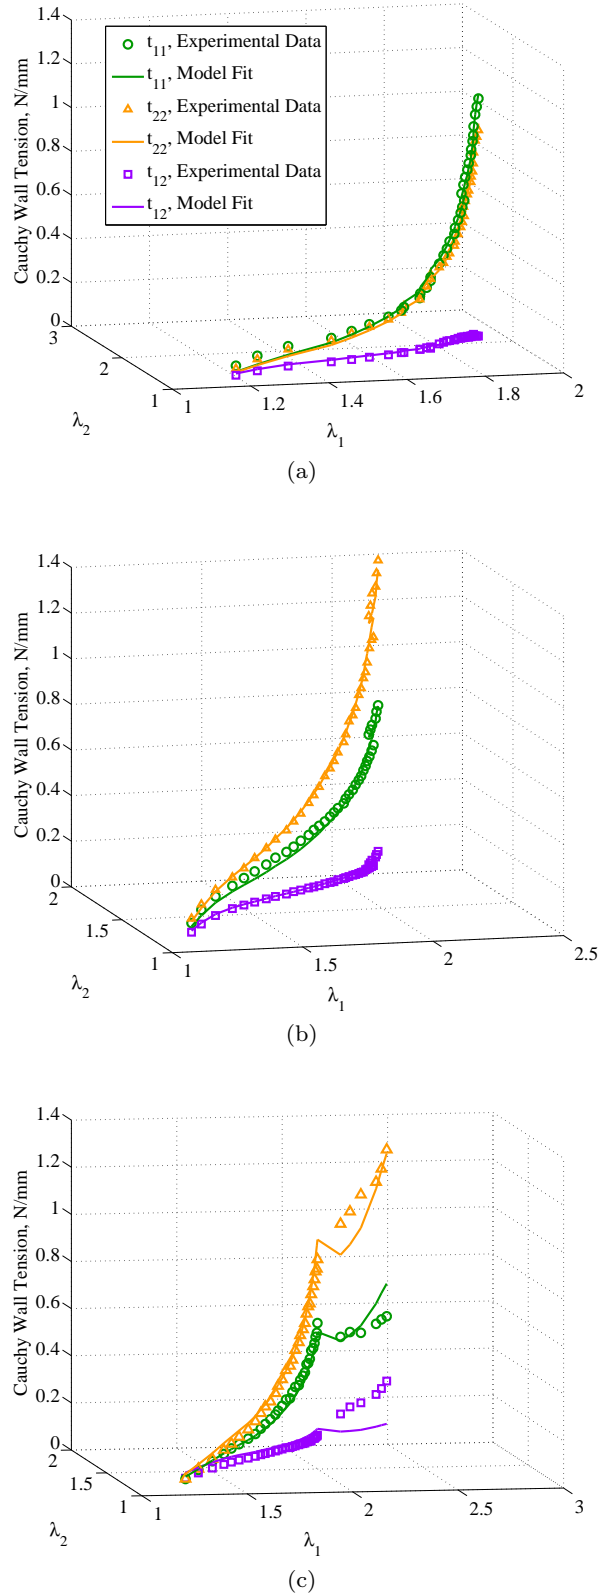 1.4
1.2
1
0.8
0.6
0.4
0.2
0
Cauchy Wall Tension, N/mm
t11, Experimental Data
t11, Model Fit
t22, Experimental Data
t22, Model Fit
t12, Experimental Data
t12, Model Fit
3
2
1
λ2
1
1.2
1.4
1.6
1.8
2
λ1
(a)
1.4
1.2
1
0.8
0.6
0.4
0.2
0
Cauchy Wall Tension, N/mm
2
1.5
1
λ2
1
1.5
2
2.5
λ1
(b)
1.4
1.2
1
0.8
0.6
0.4
0.2
0
Cauchy Wall Tension, N/mm
2
1.5
1
λ2
1
1.5
2
2.5
3
λ1
(c)